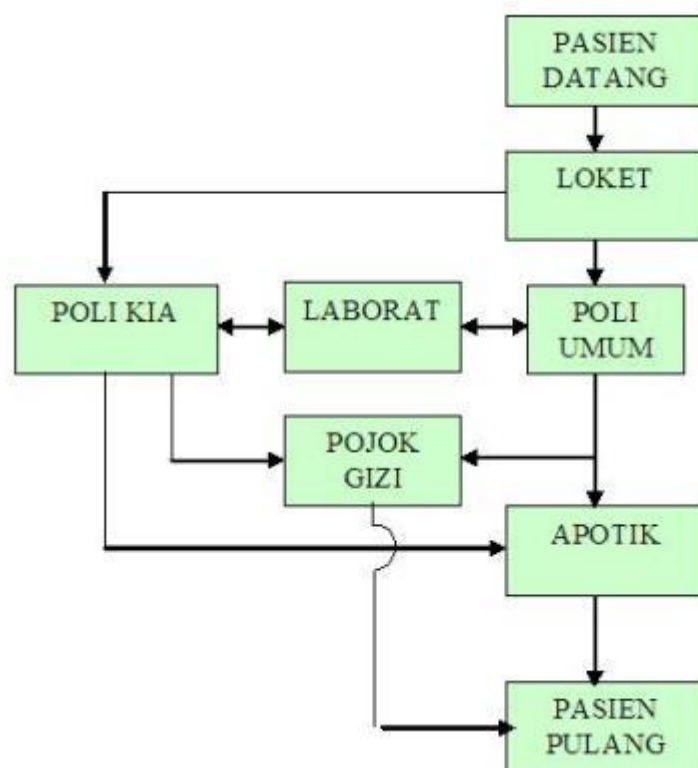 PASIEN
DATANG
LOKET
POLI KIA
LABORAT
POLI
UMUM
POJOK
GIZI
APOTIK
PASIEN
PULANG